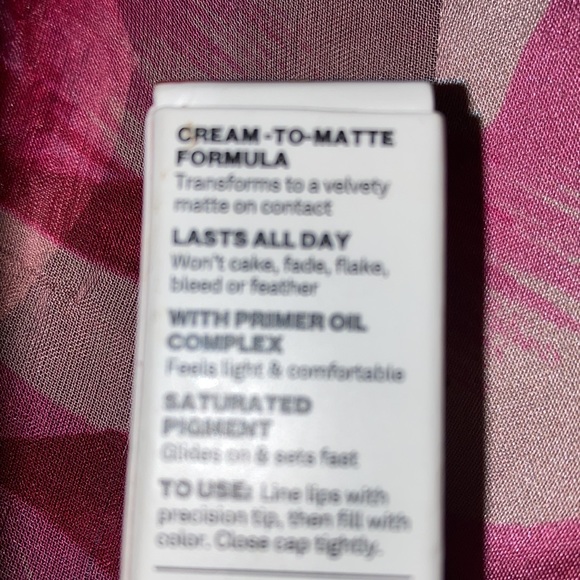 CREAM-TO-MATTE
FORMULA
Transforms to a velvety
matte on contact
LASTS ALL DAY
Won't cake, fade, flake,
bleed or feather
WITH PRIMER OIL
COMPLEX
Feels light & comfortable
SATURATED
PIGMENT
Glides on & sets fast
TO USE: Line lips with
precision tip, then fill with
color. Close cap tightly.